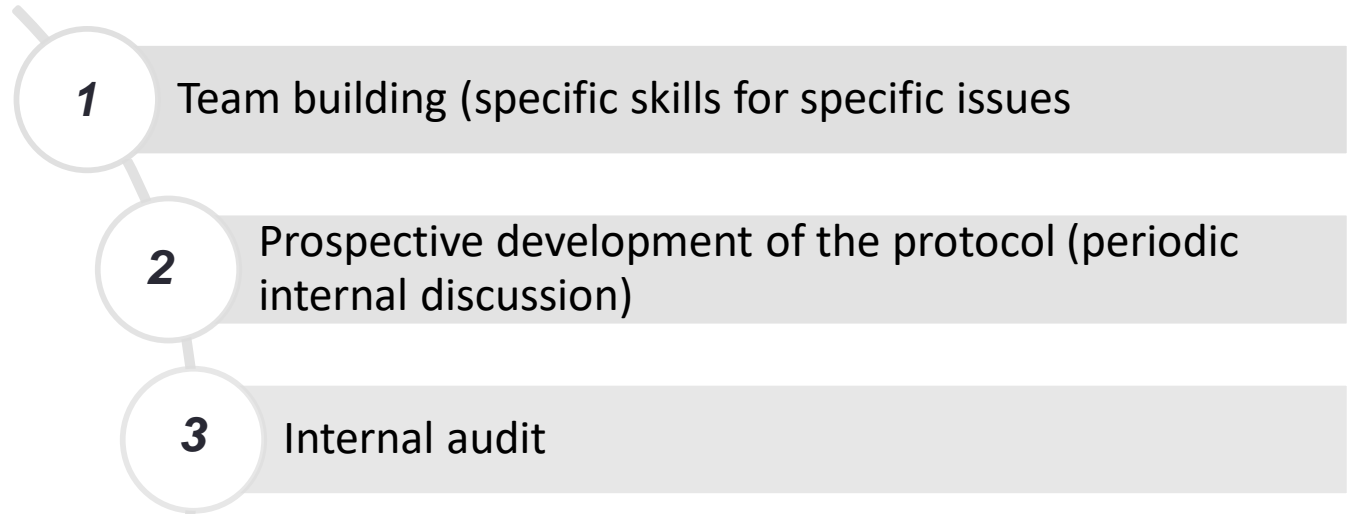 1
Team building (specific skills for specific issues
2
Prospective development of the protocol (periodic
internal discussion)
3
Internal audit